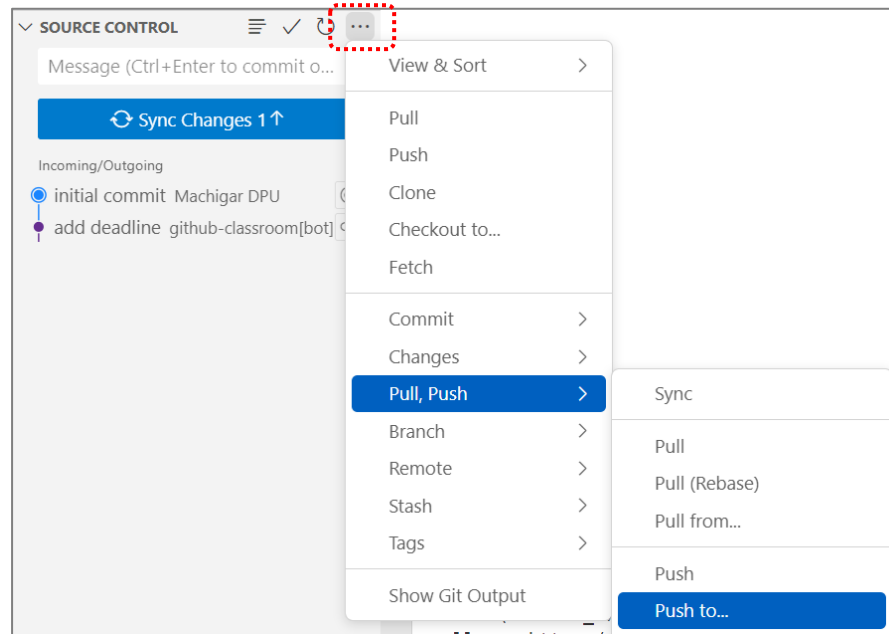 SOURCE CONTROL
Message (Ctrl+Enter to commit o...
Sync Changes 1↑
Incoming/Outgoing
initial commit Machigar DPU
add deadline github-classroom[bot]
View & Sort
Pull
Push
Clone
Checkout to...
Fetch
Commit
Changes
Pull, Push
Branch
Remote
Stash
Tags
Show Git Output
Sync
Pull
Pull (Rebase)
Pull from...
Push
Push to...